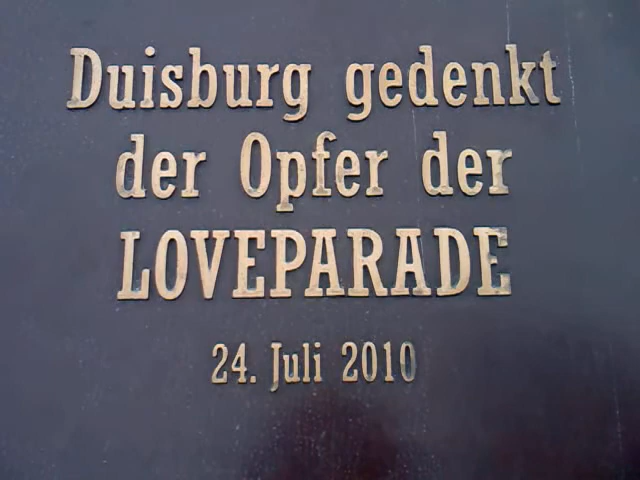 Duisburg gedenkt
der Opfer der
LOVEPARADE
24. Juli 2010